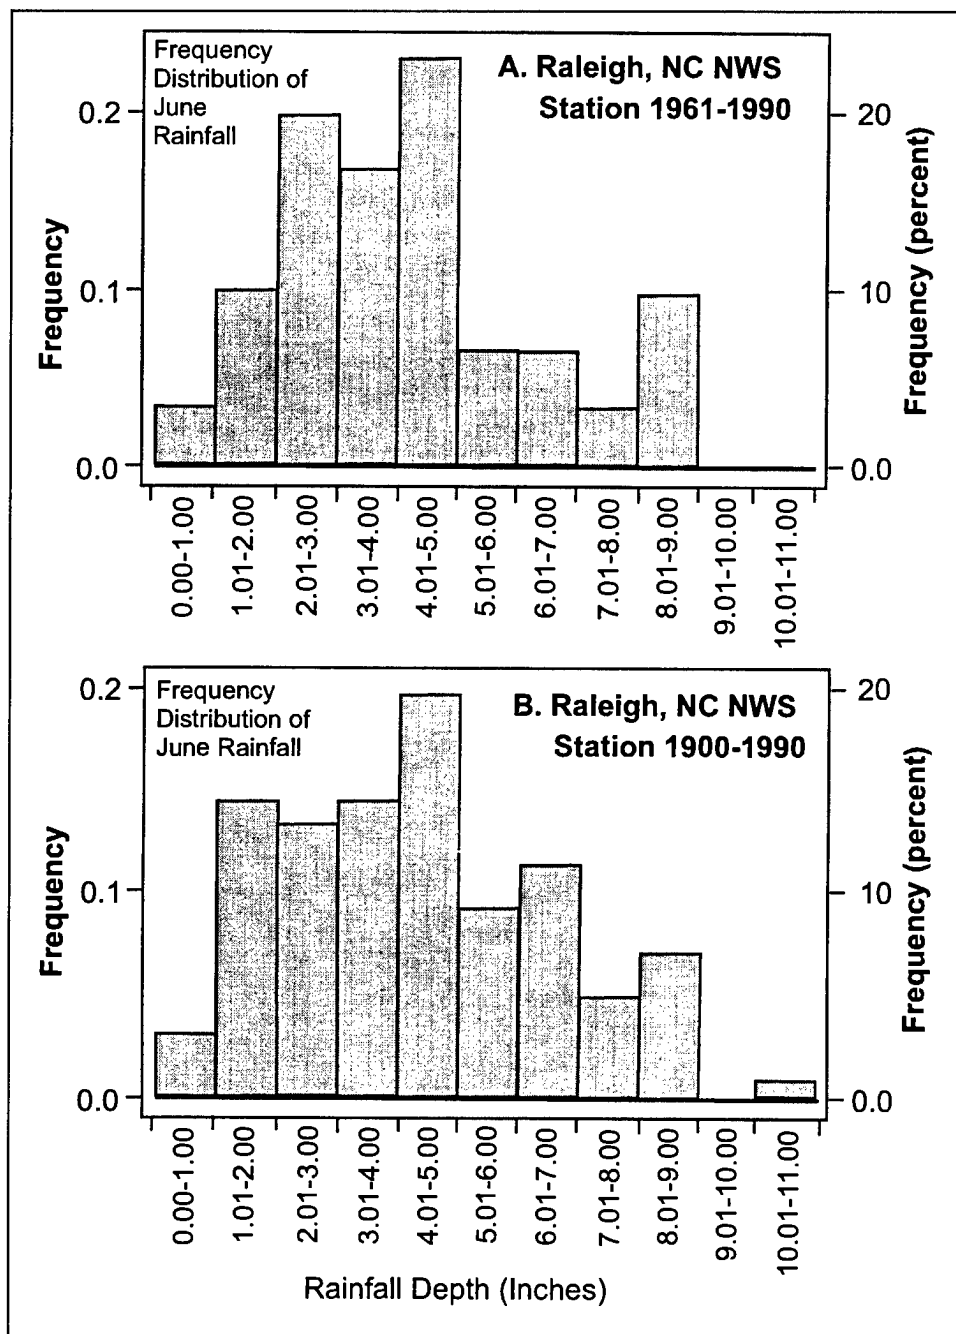 Frequency
Distribution of
June
Rainfall
A. Raleigh, NC NWS
Station 1961-1990
Frequency
0.2
0.1
0.0
20
10
0.0
Frequency (percent)
0.00-1.00
1.01-2.00
2.01-3.00
3.01-4.00
4.01-5.00
5.01-6.00
6.01-7.00
7.01-8.00
8.01-9.00
9.01-10.00
10.01-11.00
Frequency
Distribution of
June Rainfall
B. Raleigh, NC NWS
Station 1900-1990
Frequency
0.2
0.1
0.0
20
10
0.0
Frequency (percent)
0.00-1.00
1.01-2.00
2.01-3.00
3.01-4.00
4.01-5.00
5.01-6.00
6.01-7.00
7.01-8.00
8.01-9.00
9.01-10.00
10.01-11.00
Rainfall Depth (Inches)